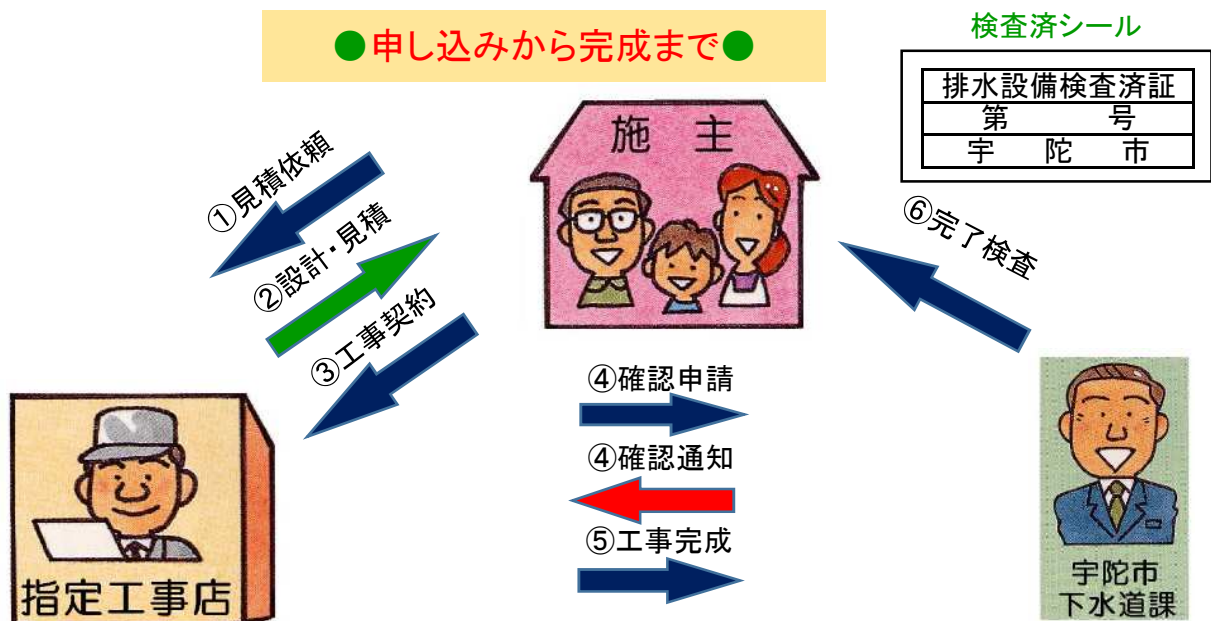 ●申し込みから完成まで●
検査済シール
排水設備検査済証
第　　　号
宇　陀　市
施　主
①見積依頼
②設計・見積
③工事契約
④確認申請
④確認通知
⑤工事完成
⑥完了検査
指定工事店
宇陀市
下水道課